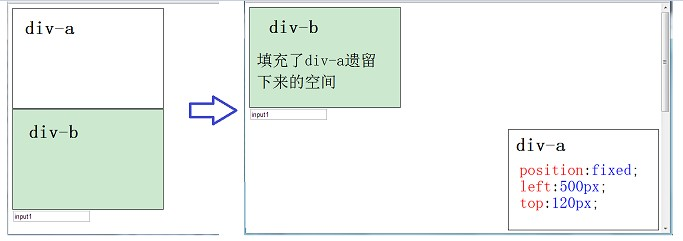 div-a
div-b
input1
div-b
填充了div-a遗留
下来的空间
input1
div-a
position:fixed;
left:500px;
top:120px;